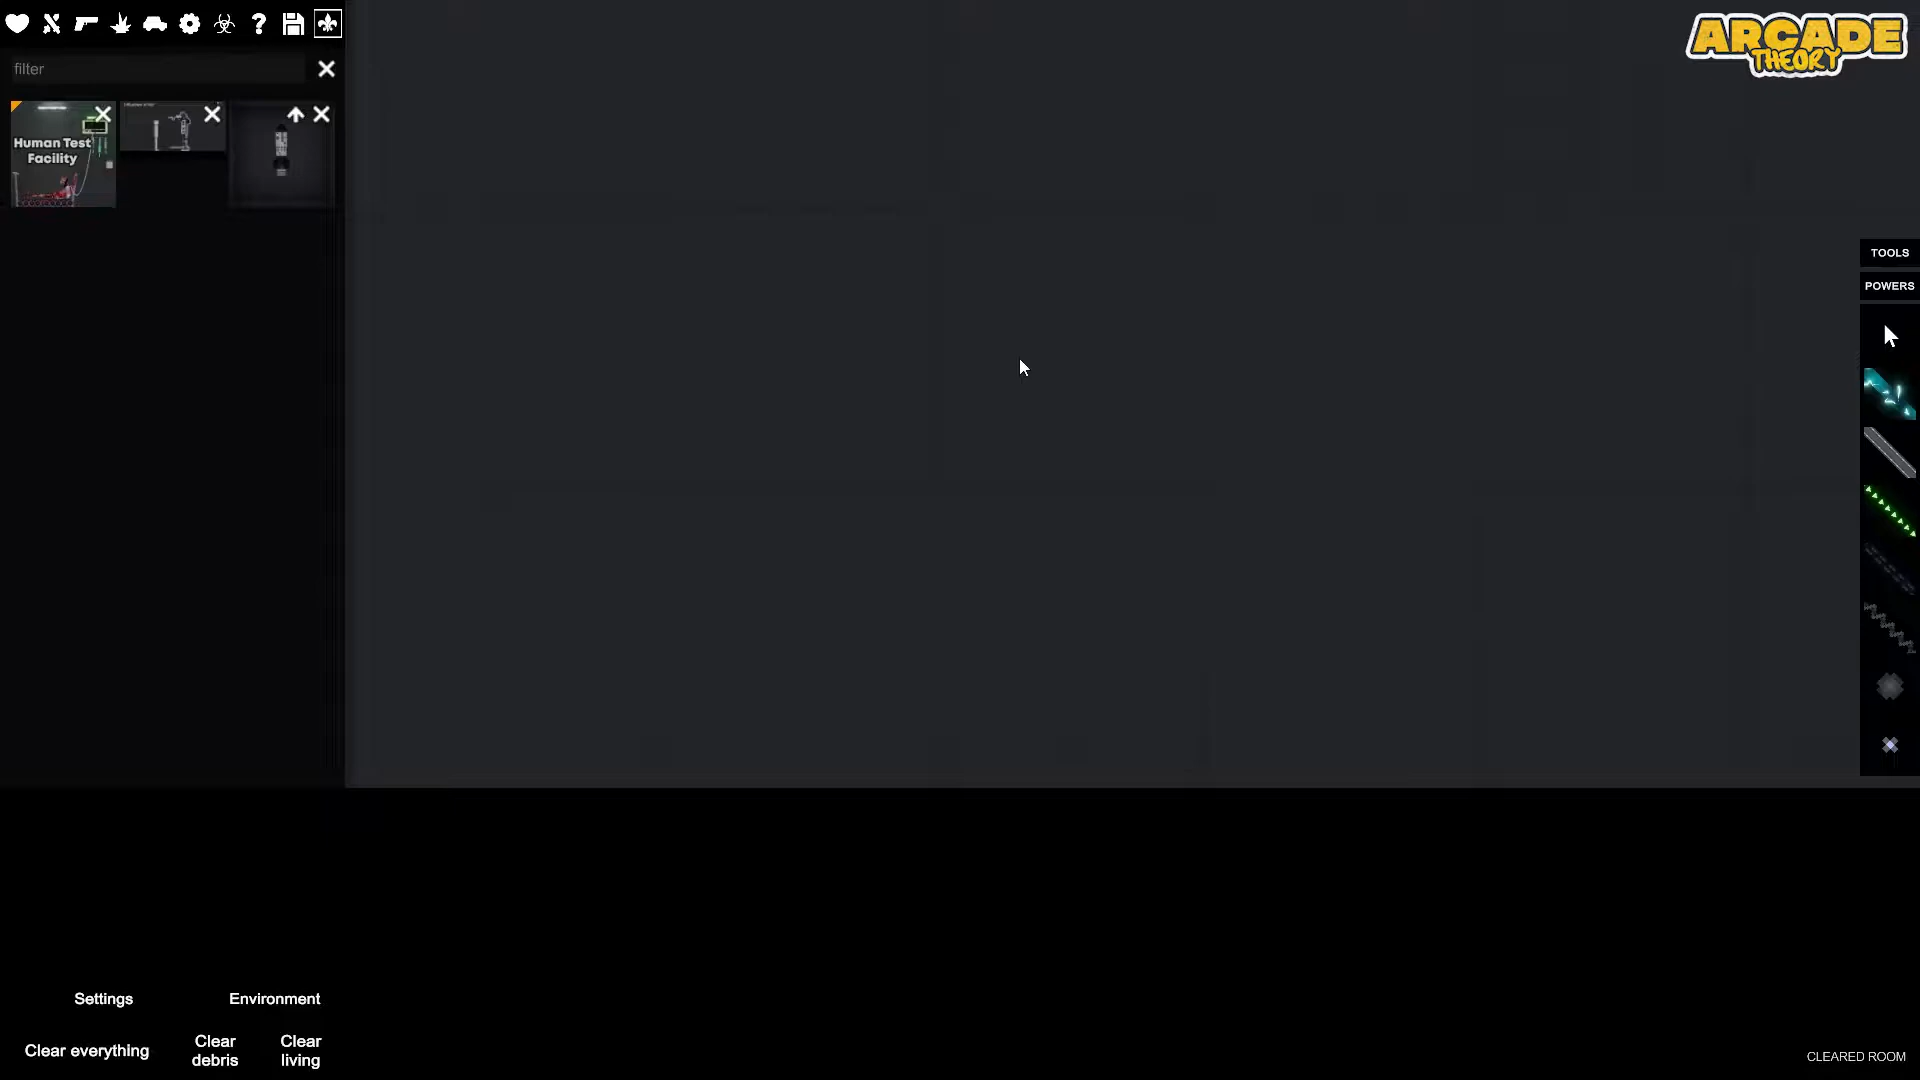 ARCADE
THEORY
filter
Human Test
Facility
TOOLS
POWERS
Settings
Environment
Clear everything
Clear
debris
Clear
living
CLEARED ROOM